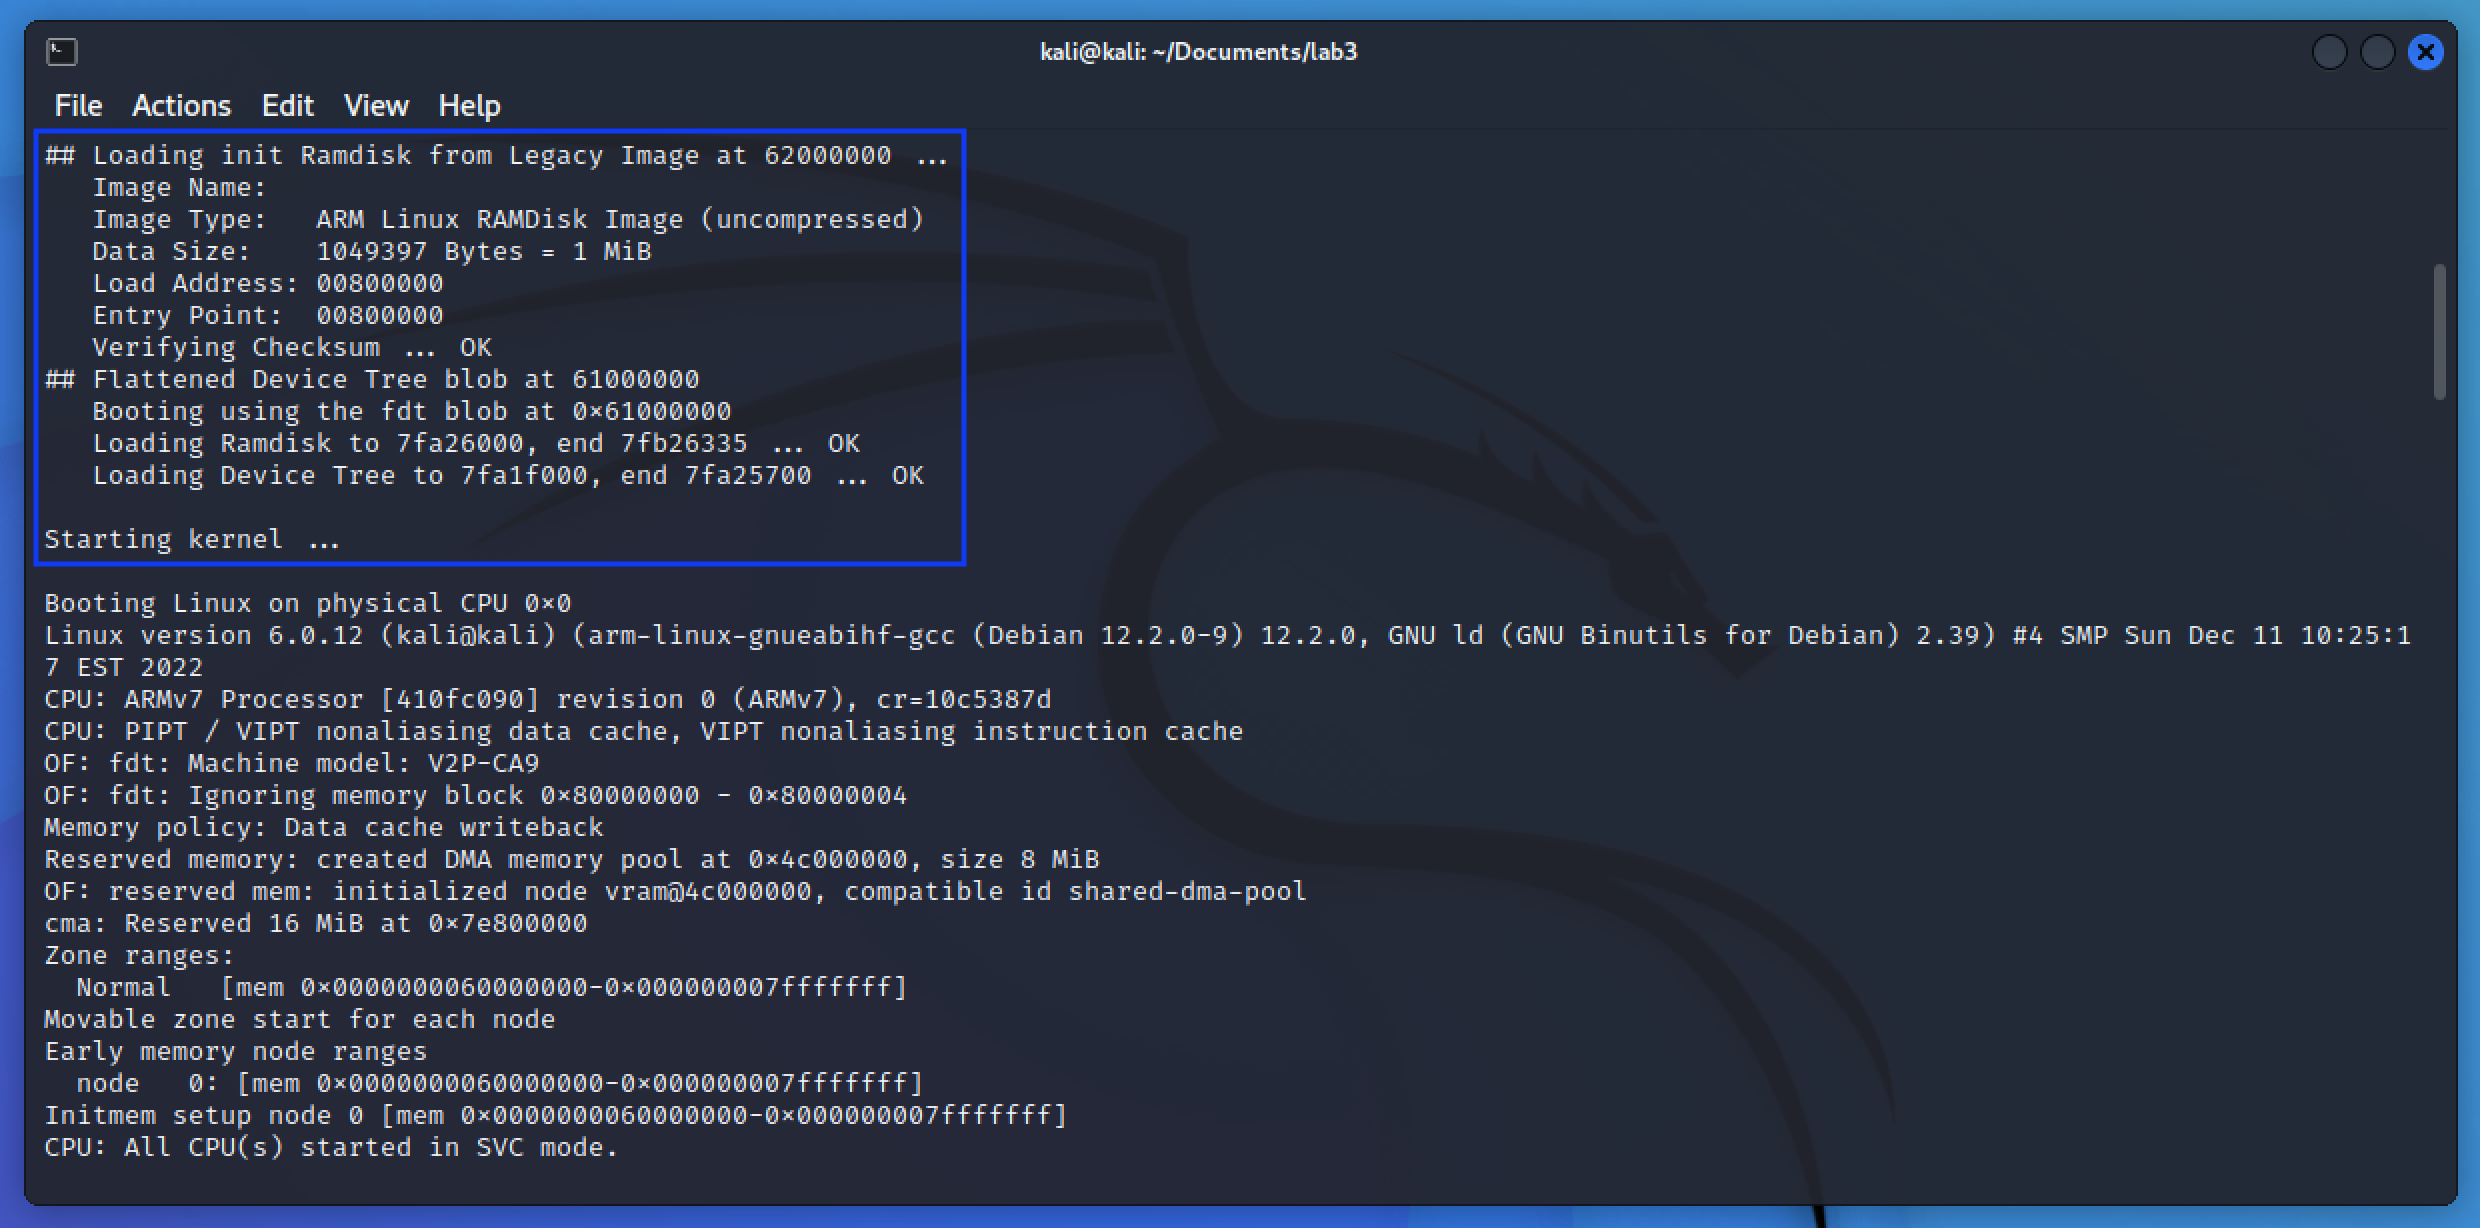 kali@kali: ~/Documents/lab3
File Actions Edit View Help
## Loading init Ramdisk from Legacy Image at 62000000 ...
   Image Name:
   Image Type:   ARM Linux RAMDisk Image (uncompressed)
   Data Size:    1049397 Bytes = 1 MiB
   Load Address: 00800000
   Entry Point:  00800000
   Verifying Checksum ... OK
## Flattened Device Tree blob at 61000000
   Booting using the fdt blob at 0×61000000
   Loading Ramdisk to 7fa26000, end 7fb26335 ... OK
   Loading Device Tree to 7fa1f000, end 7fa25700 ... OK
Starting kernel ...
Booting Linux on physical CPU 0×0
Linux version 6.0.12 (kali@kali) (arm-linux-gnueabihf-gcc (Debian 12.2.0-9) 12.2.0, GNU ld (GNU Binutils for Debian) 2.39) #4 SMP Sun Dec 11 10:25:1
7 EST 2022
CPU: ARMv7 Processor [410fc090] revision 0 (ARMv7), cr=10c5387d
CPU: PIPT / VIPT nonaliasing data cache, VIPT nonaliasing instruction cache
OF: fdt: Machine model: V2P-CA9
OF: fdt: Ignoring memory block 0×80000000 - 0×80000004
Memory policy: Data cache writeback
Reserved memory: created DMA memory pool at 0×4c000000, size 8 MiB
OF: reserved mem: initialized node vram@4c000000, compatible id shared-dma-pool
cma: Reserved 16 MiB at 0×7e800000
Zone ranges:
  Normal   [mem 0×0000000060000000-0×000000007fffffff]
Movable zone start for each node
Early memory node ranges
  node   0: [mem 0×0000000060000000-0×000000007fffffff]
Initmem setup node 0 [mem 0×0000000060000000-0×000000007fffffff]
CPU: All CPU(s) started in SVC mode.